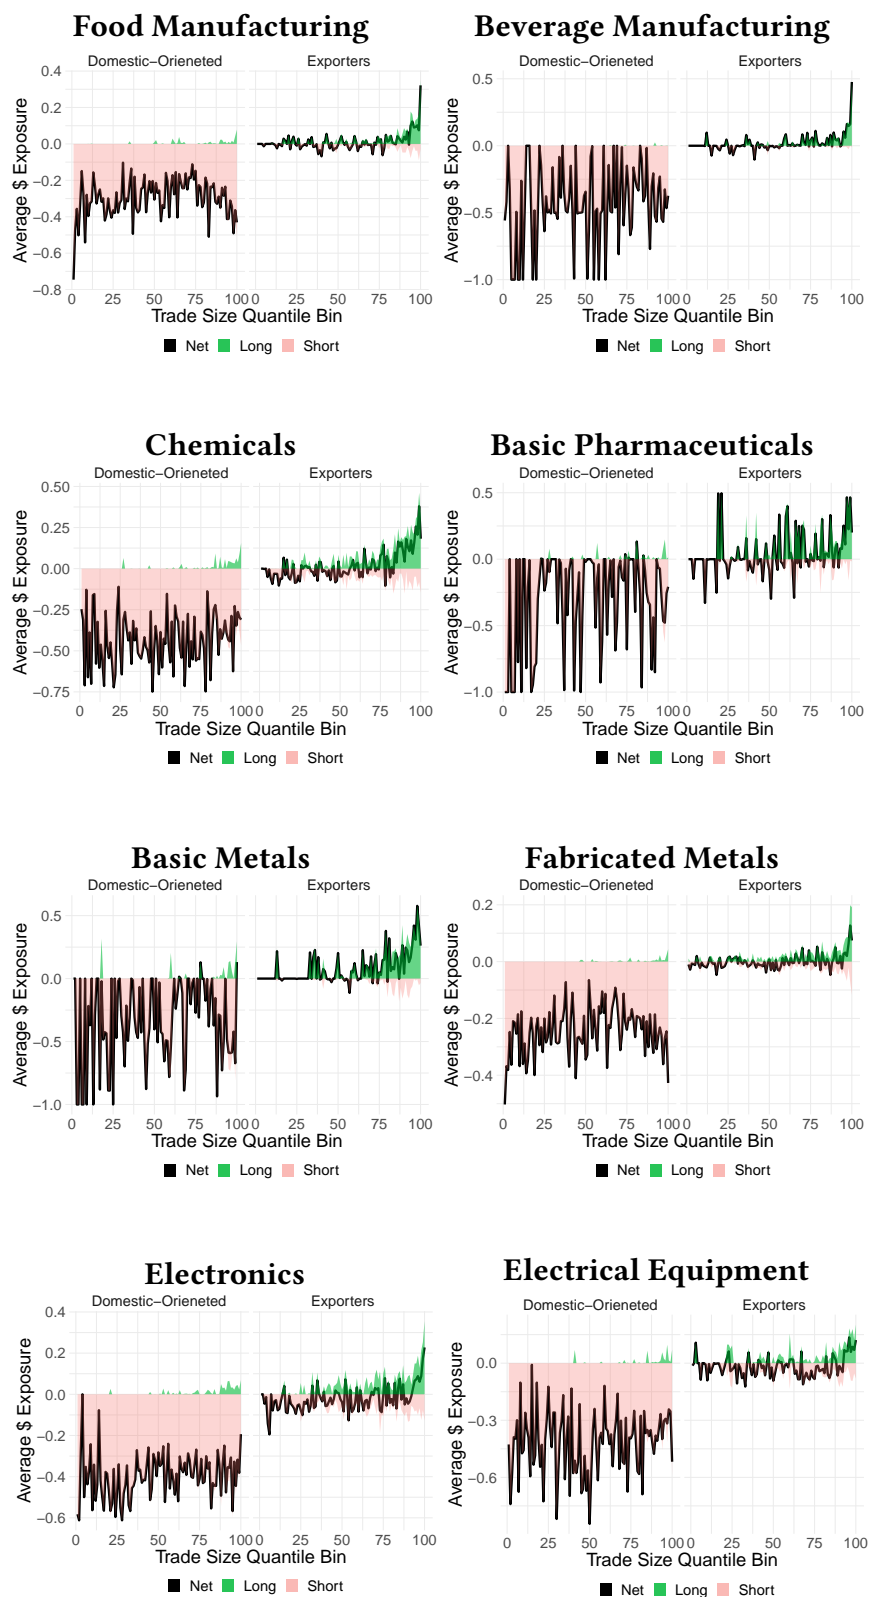 Food Manufacturing
Domestic−Orieneted Exporters
Average $ Exposure
0.4
0.2
0.0
−0.2
−0.4
−0.6
−0.8
0 25 50 75 100 0 25 50 75 100
Trade Size Quantile Bin
Net Long Short
Beverage Manufacturing
Domestic−Orieneted Exporters
Average $ Exposure
0.5
0.0
−0.5
−1.0
0 25 50 75 100 0 25 50 75 100
Trade Size Quantile Bin
Net Long Short
Chemicals
Domestic−Orieneted Exporters
Average $ Exposure
0.50
0.25
0.00
−0.25
−0.50
−0.75
0 25 50 75 100 0 25 50 75 100
Trade Size Quantile Bin
Net Long Short
Basic Pharmaceuticals
Domestic−Orieneted Exporters
Average $ Exposure
0.5
0.0
−0.5
−1.0
0 25 50 75 100 0 25 50 75 100
Trade Size Quantile Bin
Net Long Short
Basic Metals
Domestic−Orieneted Exporters
Average $ Exposure
0.5
0.0
−0.5
−1.0
0 25 50 75 100 0 25 50 75 100
Trade Size Quantile Bin
Net Long Short
Fabricated Metals
Domestic−Orieneted Exporters
Average $ Exposure
0.2
0.0
−0.2
−0.4
0 25 50 75 100 0 25 50 75 100
Trade Size Quantile Bin
Net Long Short
Electronics
Domestic−Orieneted Exporters
Average $ Exposure
0.4
0.2
0.0
−0.2
−0.4
−0.6
0 25 50 75 100 0 25 50 75 100
Trade Size Quantile Bin
Net Long Short
Electrical Equipment
Domestic−Orieneted Exporters
Average $ Exposure
0.0
−0.3
−0.6
0 25 50 75 100 0 25 50 75 100
Trade Size Quantile Bin
Net Long Short